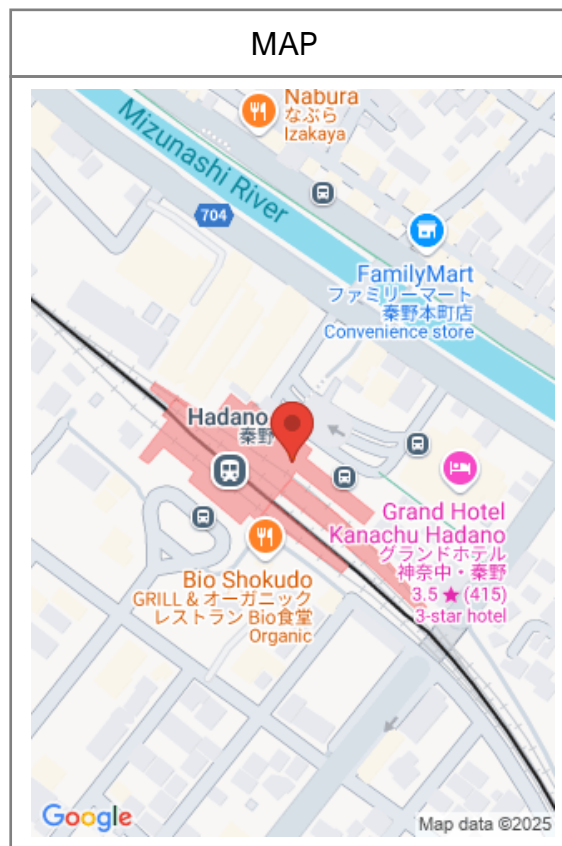 MAP
Nabura
なぶら
Izakaya
Mizunashi River
704
FamilyMart
ファミリーマート
秦野本町店
Convenience store
Hadano
秦野
Grand Hotel
Kanachu Hadano
グランドホテル
神奈中・秦野
3.5 ★ (415)
3-star hotel
Bio Shokudo
GRILL & オーガニック
レストラン Bio食堂
Organic
Google
Map data ©2025